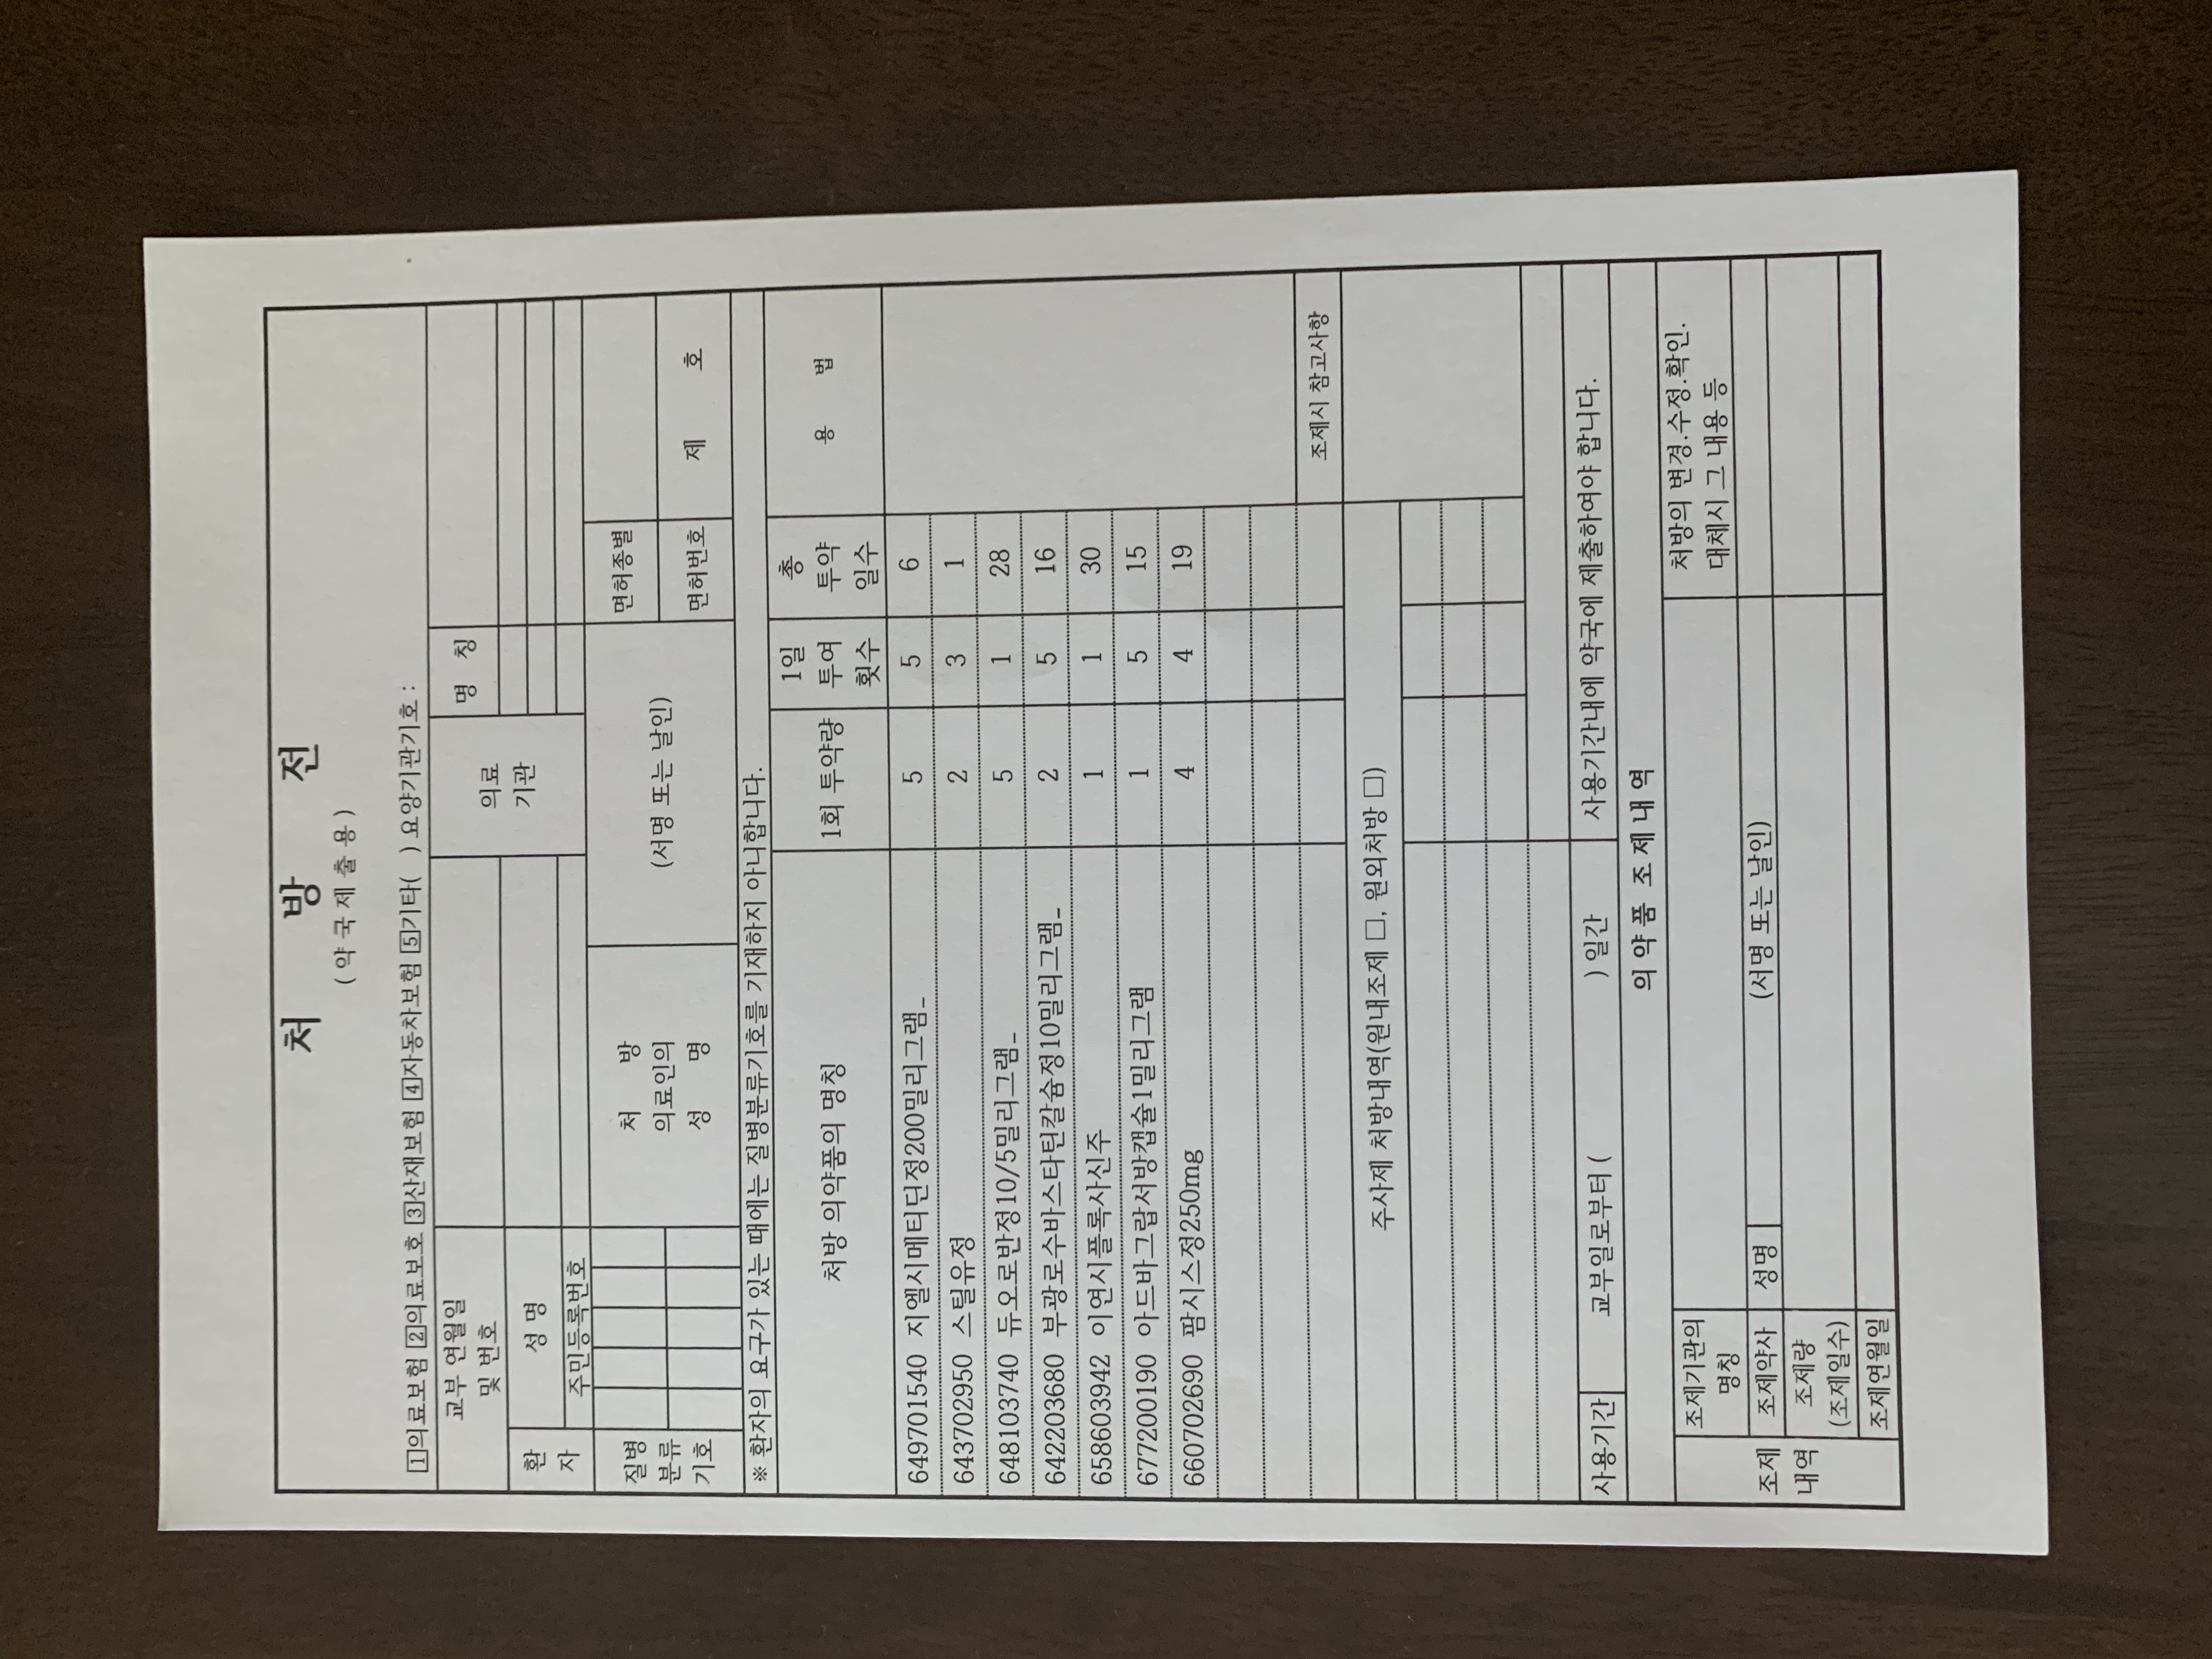 처 방 전
(약국제출용)
1의료보험 2의료보호 3산재보험 4자동차보험 5기타( ) 요양기관기호 :
교부 연월일
및 번호
의료
기관
명 칭
환
자
성 명
주민등록번호
질병
분류
기호
처 방
의료인의
성 명
(서명 또는 날인)
면허종별
면허번호
제 호
※ 환자의 요구가 있는 때에는 질병분류기호를 기재하지 아니합니다.
처방 의약품의 명칭
1회 투약량
1일
투여
횟수
총
투약
일수
용 법
649701540 지엘시메티딘정200밀리그램_ 5 5 6
643702950 스틸유정 2 3 1
648103740 듀오로반정10/5밀리그램_ 5 1 28
642203680 부광로수바스타틴칼슘정10밀리그램_ 2 5 16
658603942 이연시플록사신주 1 1 30
677200190 아드바그랍서방캡슐1밀리그램 1 5 15
660702690 팜시스정250mg 4 4 19
조제시 참고사항
주사제 처방내역(원내조제 □, 원외처방 □)
사용기간
교부일로부터 ( ) 일간
사용기간내에 약국에 제출하여야 합니다.
의약품 조제내역
조제
내역
조제기관의
명칭
처방의 변경.수정.확인.
대체시 그 내용 등
조제약사
성명
(서명 또는 날인)
조제량
(조제일수)
조제연월일